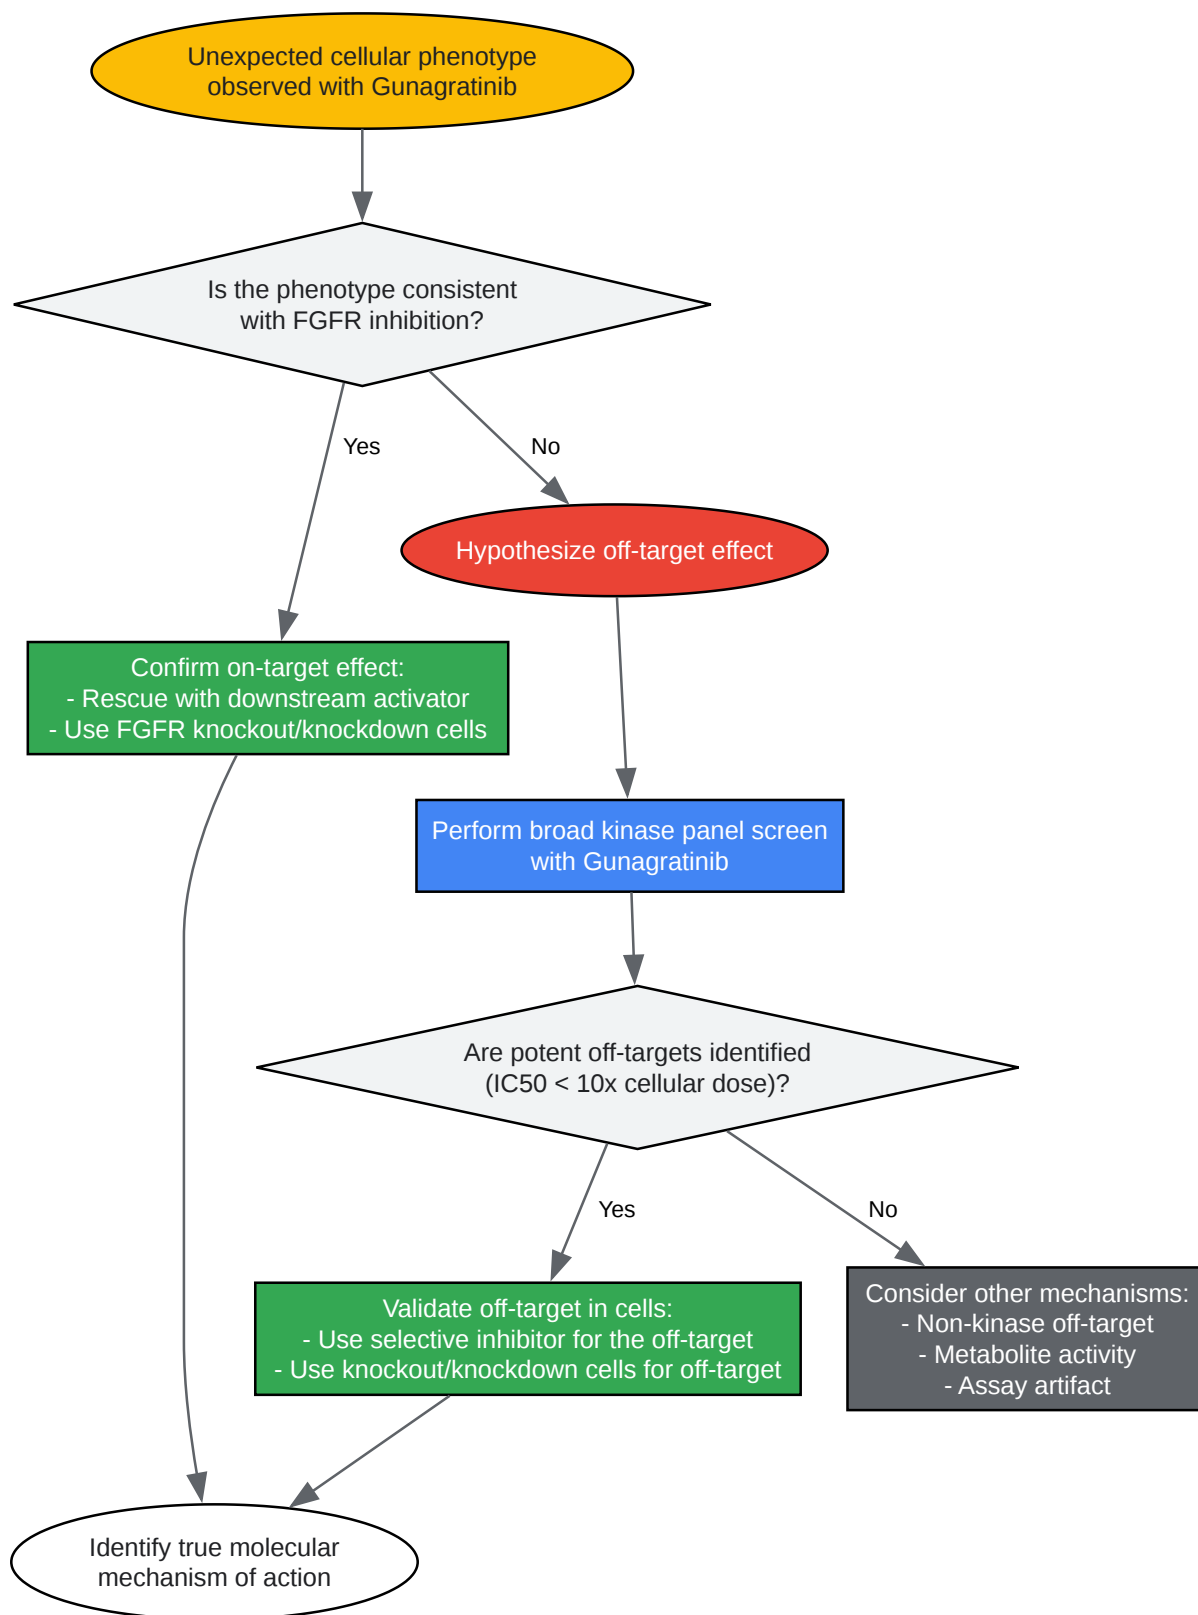 Unexpected cellular phenotype
observed with Gunagratinib
Is the phenotype consistent
with FGFR inhibition?
Yes
No
Hypothesize off-target effect
Confirm on-target effect:
- Rescue with downstream activator
- Use FGFR knockout/knockdown cells
Perform broad kinase panel screen
with Gunagratinib
Are potent off-targets identified
(IC50 < 10x cellular dose)?
Yes
No
Validate off-target in cells:
- Use selective inhibitor for the off-target
- Use knockout/knockdown cells for off-target
Consider other mechanisms:
- Non-kinase off-target
- Metabolite activity
- Assay artifact
Identify true molecular
mechanism of action